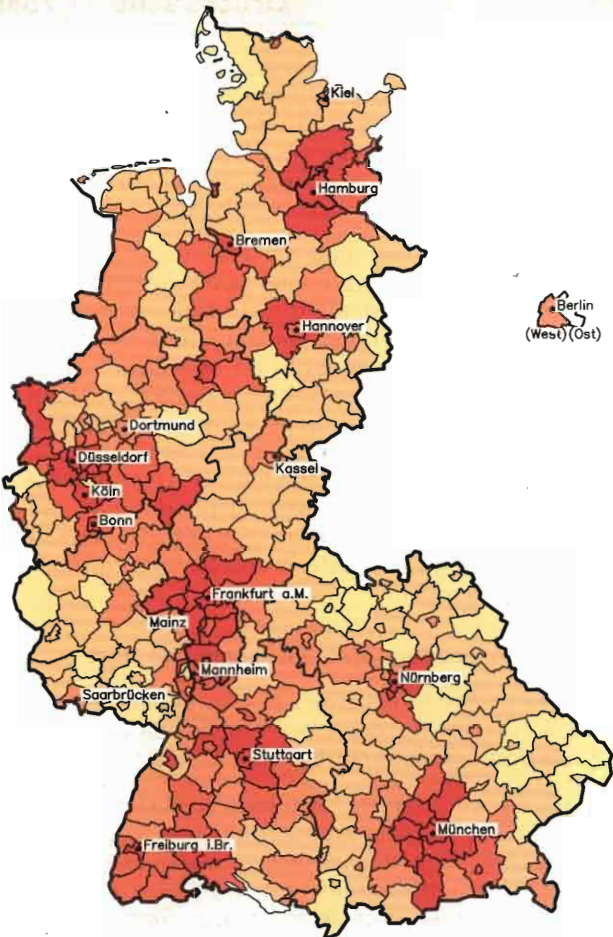 Kiel
Hamburg
Bremen
Berlin
(West)(Ost)
Hannover
Dortmund
Düsseldorf
Kassel
Köln
Bonn
Frankfurt a.M.
Mainz
Mannheim
Nürnberg
Saarbrücken
Stuttgart
München
Freiburg i.Br.